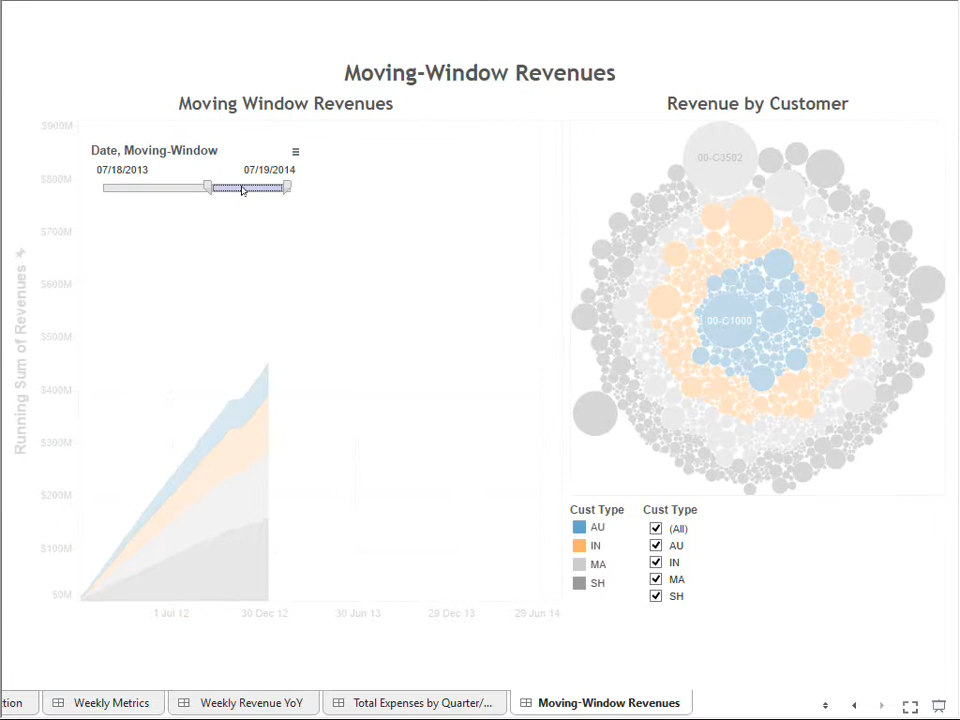 Moving-Window Revenues
Moving Window Revenues
Revenue by Customer
$900M
$800M
$700M
$600M
$500M
$400M
$300M
$200M
$100M
$0M
Running Sum of Revenues
Date, Moving-Window
07/18/2013 07/19/2014
1 Jul 12 30 Dec 12 30 Jun 13 29 Dec 13 29 Jun 14
00-C3502
00-C1000
Cust Type
AU
IN
MA
SH
Cust Type
(All)
AU
IN
MA
SH
tion Weekly Metrics Weekly Revenue YoY Total Expenses by Quarter/... Moving-Window Revenues